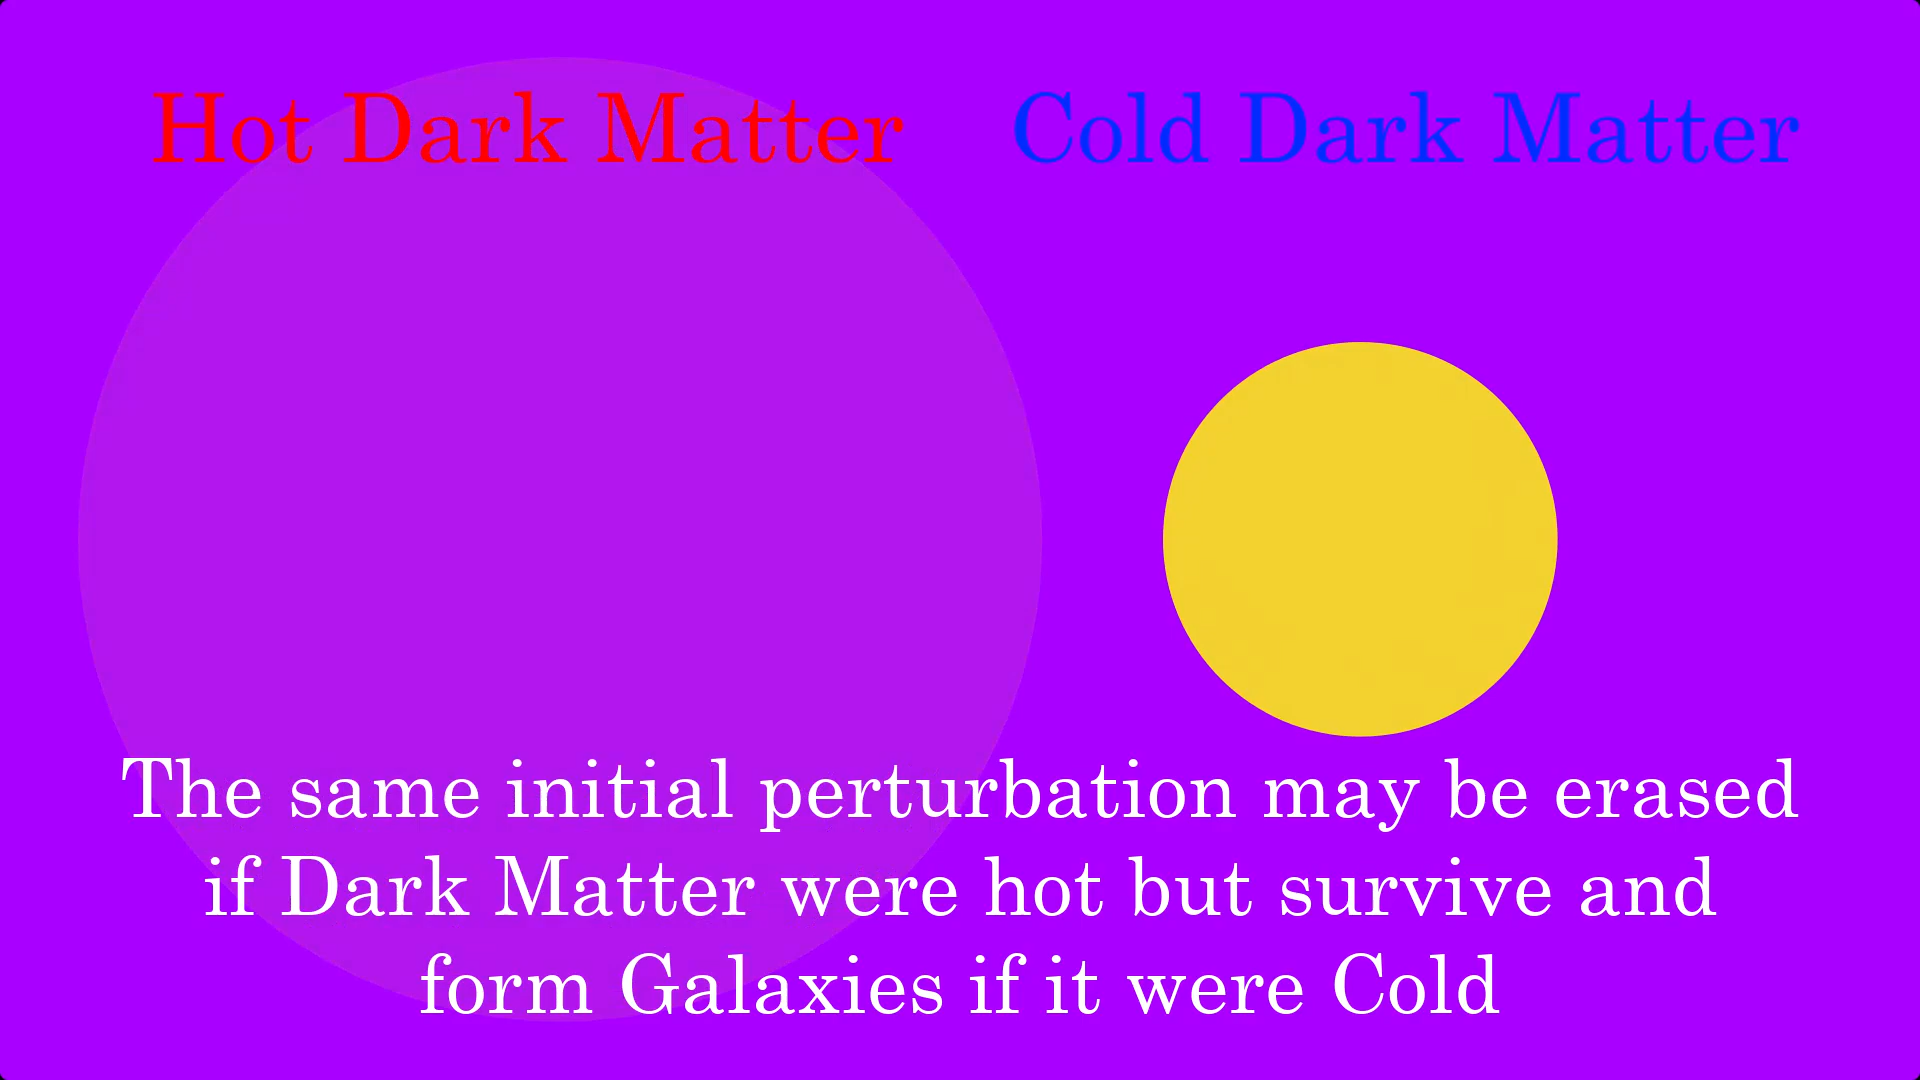 Hot Dark Matter
Cold Dark Matter
The same initial perturbation may be erased
if Dark Matter were hot but survive and
form Galaxies if it were Cold